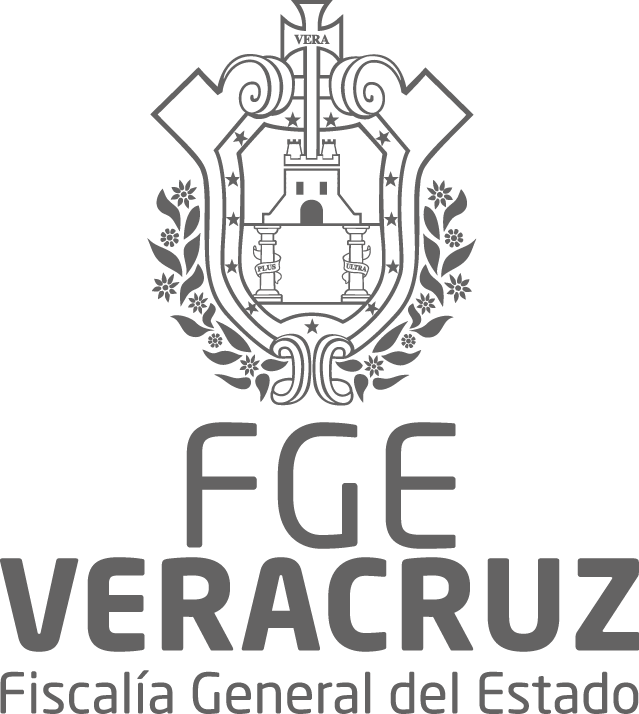 VERA
PLUS ULTRA
FGE
VERACRUZ
Fiscalía General del Estado